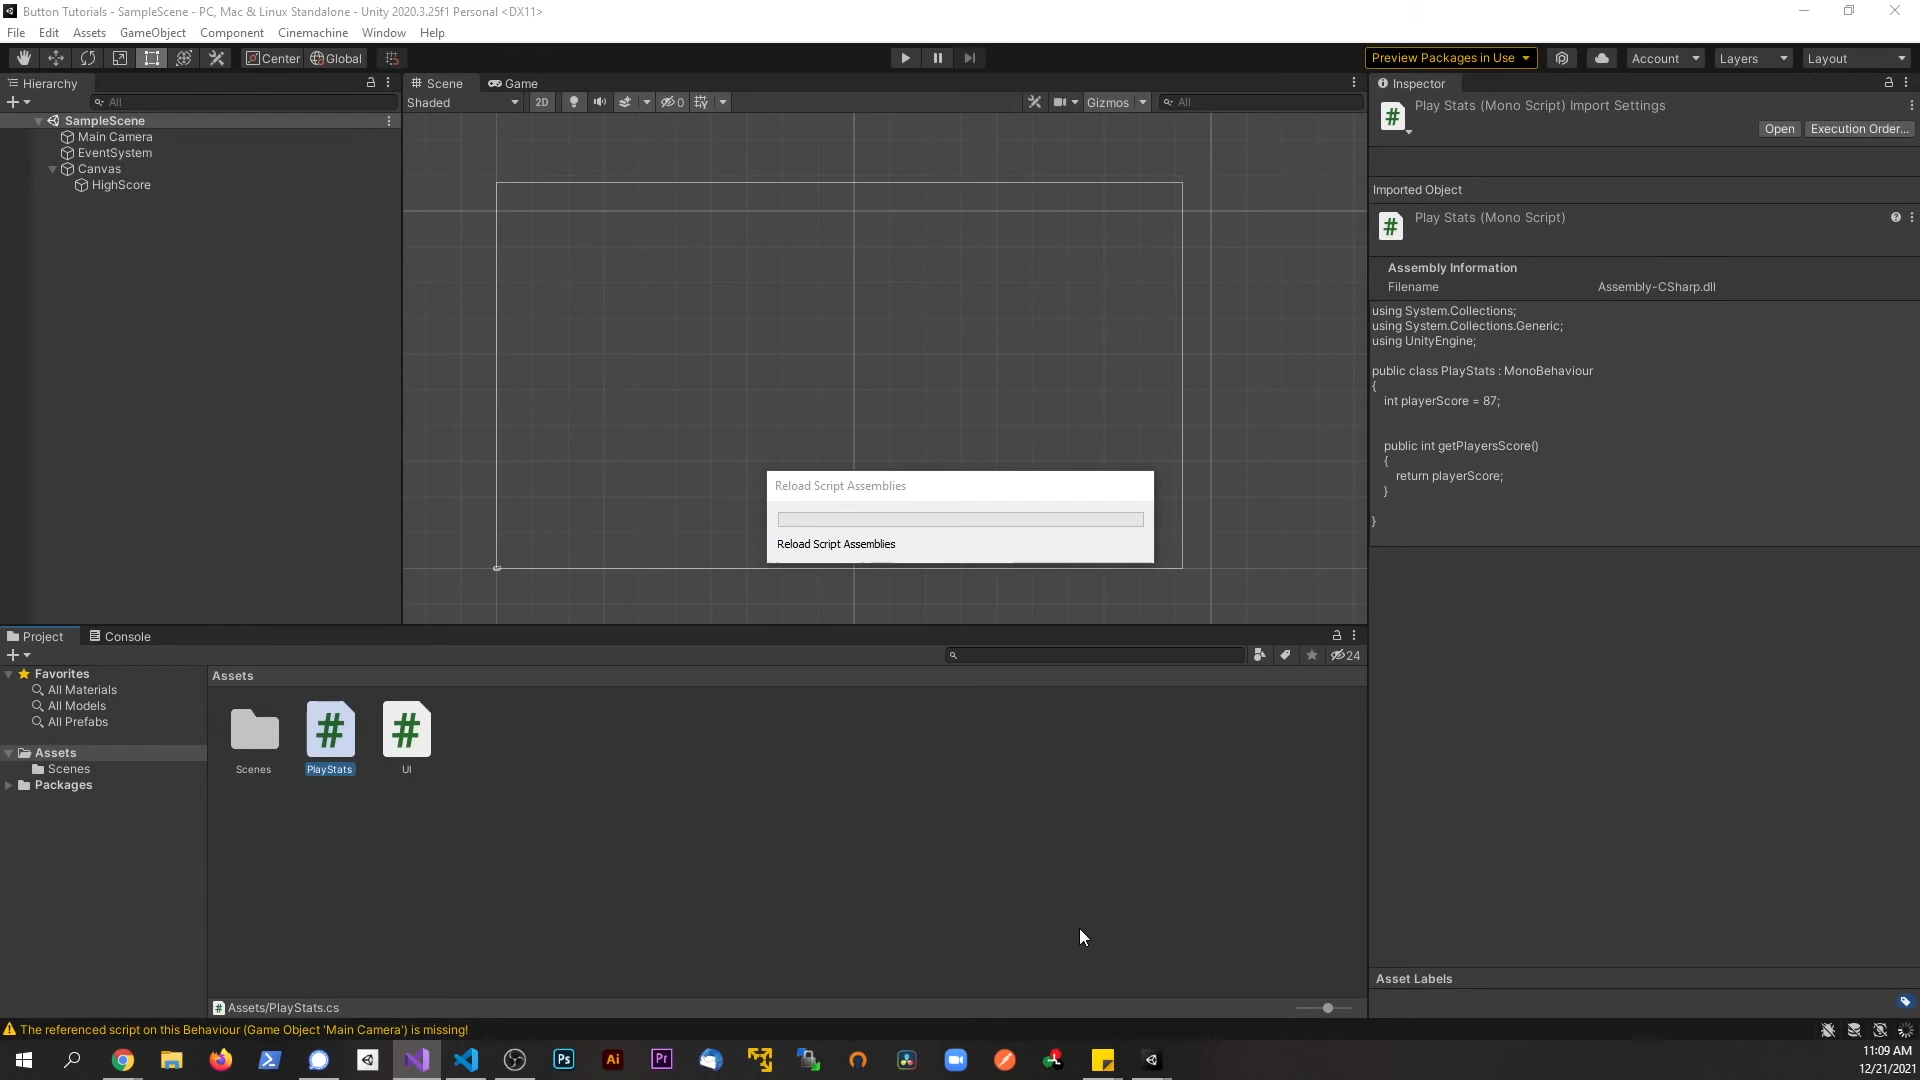 Button Tutorials - SampleScene - PC, Mac & Linux Standalone - Unity 2020.3.25f1 Personal <DX11>
File Edit Assets GameObject Component Cinemachine Window Help
Center Global
Preview Packages in Use
Account
Layers
Layout
Hierarchy
Scene
Game
Inspector
All
Shaded
2D
0
Gizmos
All
SampleScene
Main Camera
EventSystem
Canvas
HighScore
Play Stats (Mono Script) Import Settings
Open
Execution Order...
Imported Object
Play Stats (Mono Script)
Assembly Information
Filename Assembly-CSharp.dll
using System.Collections;
using System.Collections.Generic;
using UnityEngine;
public class PlayStats : MonoBehaviour
{
int playerScore = 87;
public int getPlayersScore()
{
return playerScore;
}
}
Reload Script Assemblies
Reload Script Assemblies
Project
Console
24
Favorites
All Materials
All Models
All Prefabs
Assets
Scenes
Packages
Assets
Scenes
PlayStats
UI
Assets/PlayStats.cs
Asset Labels
The referenced script on this Behaviour (Game Object 'Main Camera') is missing!
Ps
Ai
Pr
11:09 AM
12/21/2021